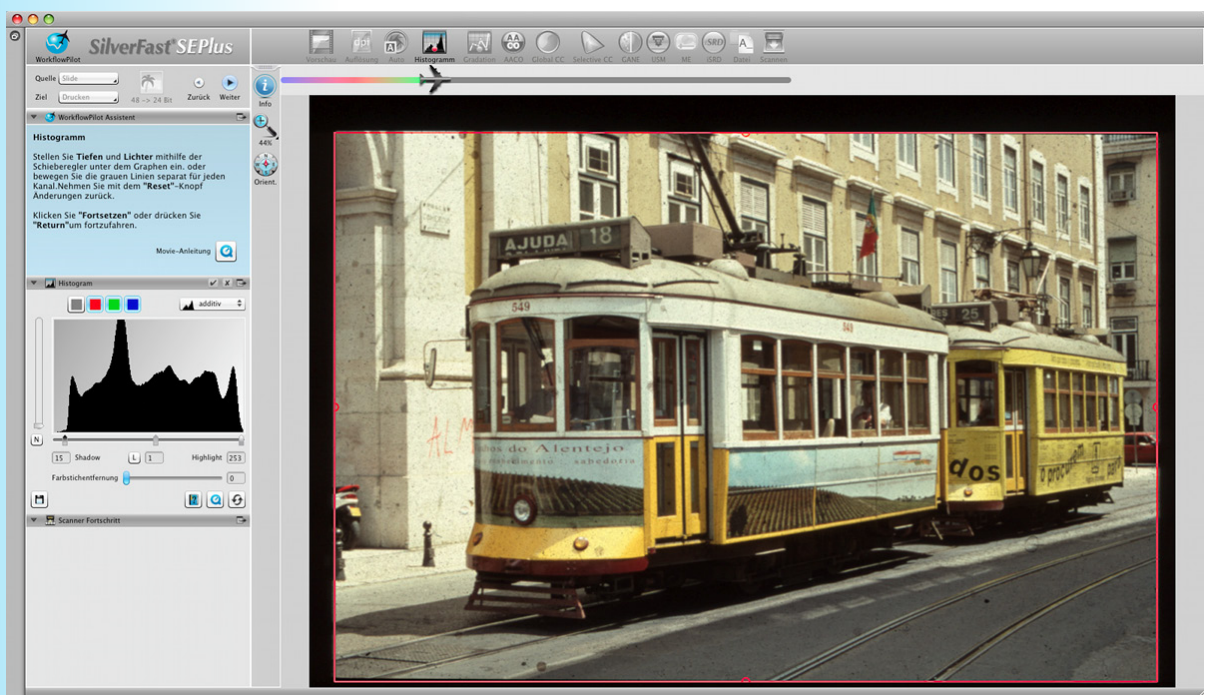 WorkflowPilot
SilverFast® SEPlus
Vorschau
Auflösung
Auto
Histogramm
Gradation
AACO
Global CC
Selective CC
GANE
USM
ME
iSRD
Datei
Scannen
Quelle
Slide
Ziel
Drucken
48 -> 24 Bit
Zurück
Weiter
Info
44%
Orient.
WorkflowPilot Assistent
Histogramm
Stellen Sie Tiefen und Lichter mithilfe der
Schieberegler unter dem Graphen ein. oder
bewegen Sie die grauen Linien separat für jeden
Kanal.Nehmen Sie mit dem "Reset"-Knopf
Änderungen zurück.
Klicken Sie "Fortsetzen" oder drücken Sie
"Return"um fortzufahren.
Movie-Anleitung
Histogram
additiv
N
15 Shadow L 1 Highlight 253
Farbstichentfernung 0
Scanner Fortschritt
AJUDA 18
549
549
25
do Alentejo
sabedoria
dos